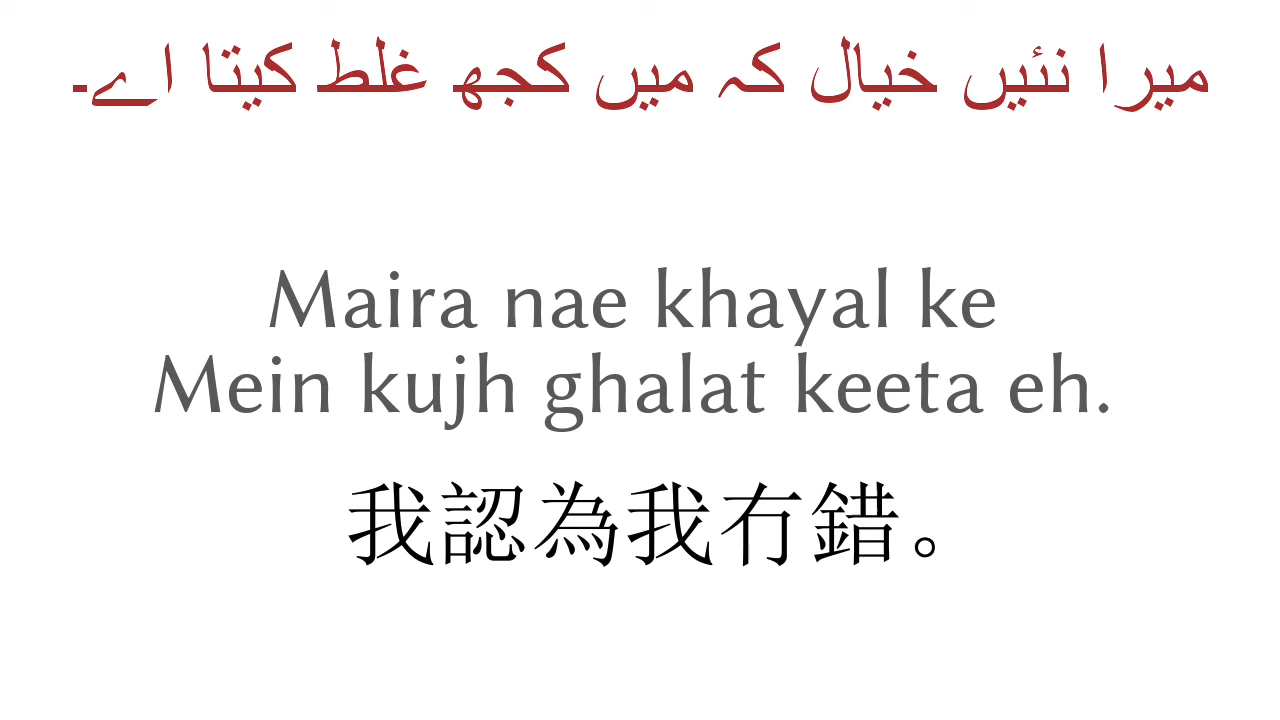 میرا نئیں خیال کہ میں کجھ غلط کیتا اے۔
Maira nae khayal ke
Mein kujh ghalat keeta eh.
我認為我冇錯。